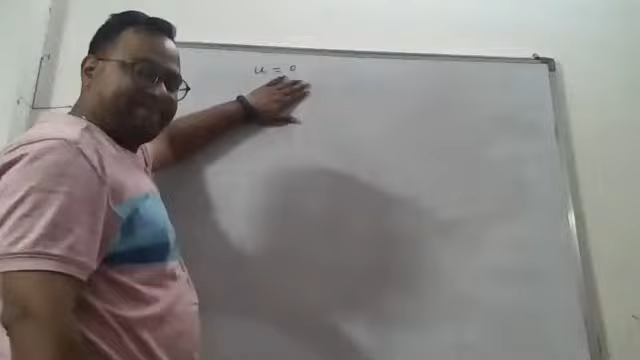 u = 0